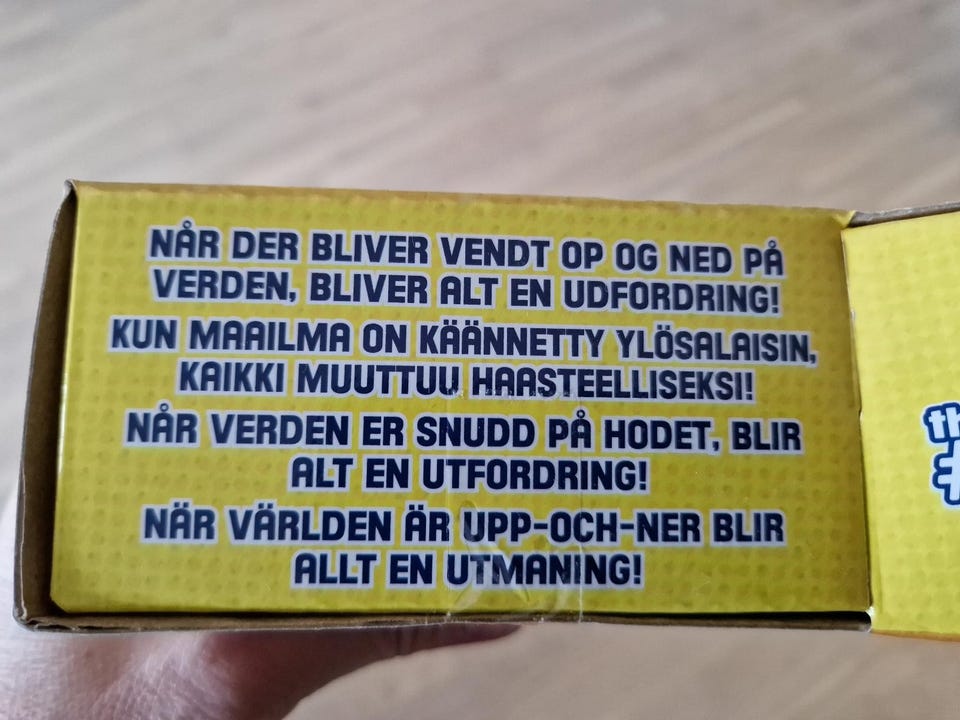 NÅR DER BLIVER VENDT OP OG NED PÅ
VERDEN, BLIVER ALT EN UDFORDRING!
KUN MAAILMA ON KÄÄNNETTY YLÖSALAISIN,
KAIKKI MUUTTUU HAASTEELLISEKSI!
NÅR VERDEN ER SNUDD PÅ HODET, BLIR
ALT EN UTFORDRING!
NÄR VÄRLDEN ÄR UPP-OCH-NER BLIR
ALLT EN UTMANING!